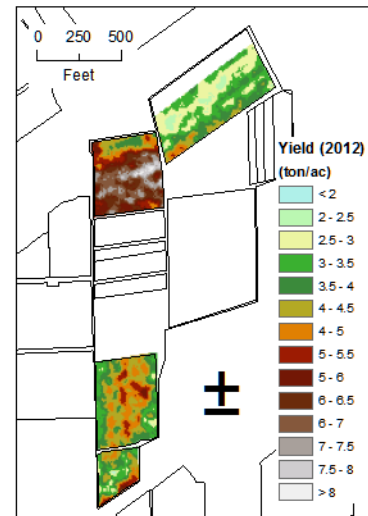 0 250 500
Feet
Yield (2012)
(ton/ac)
< 2
2 - 2.5
2.5 - 3
3 - 3.5
3.5 - 4
4 - 4.5
4 - 5
5 - 5.5
5 - 6
6 - 6.5
6 - 7
7 - 7.5
7.5 - 8
> 8
±